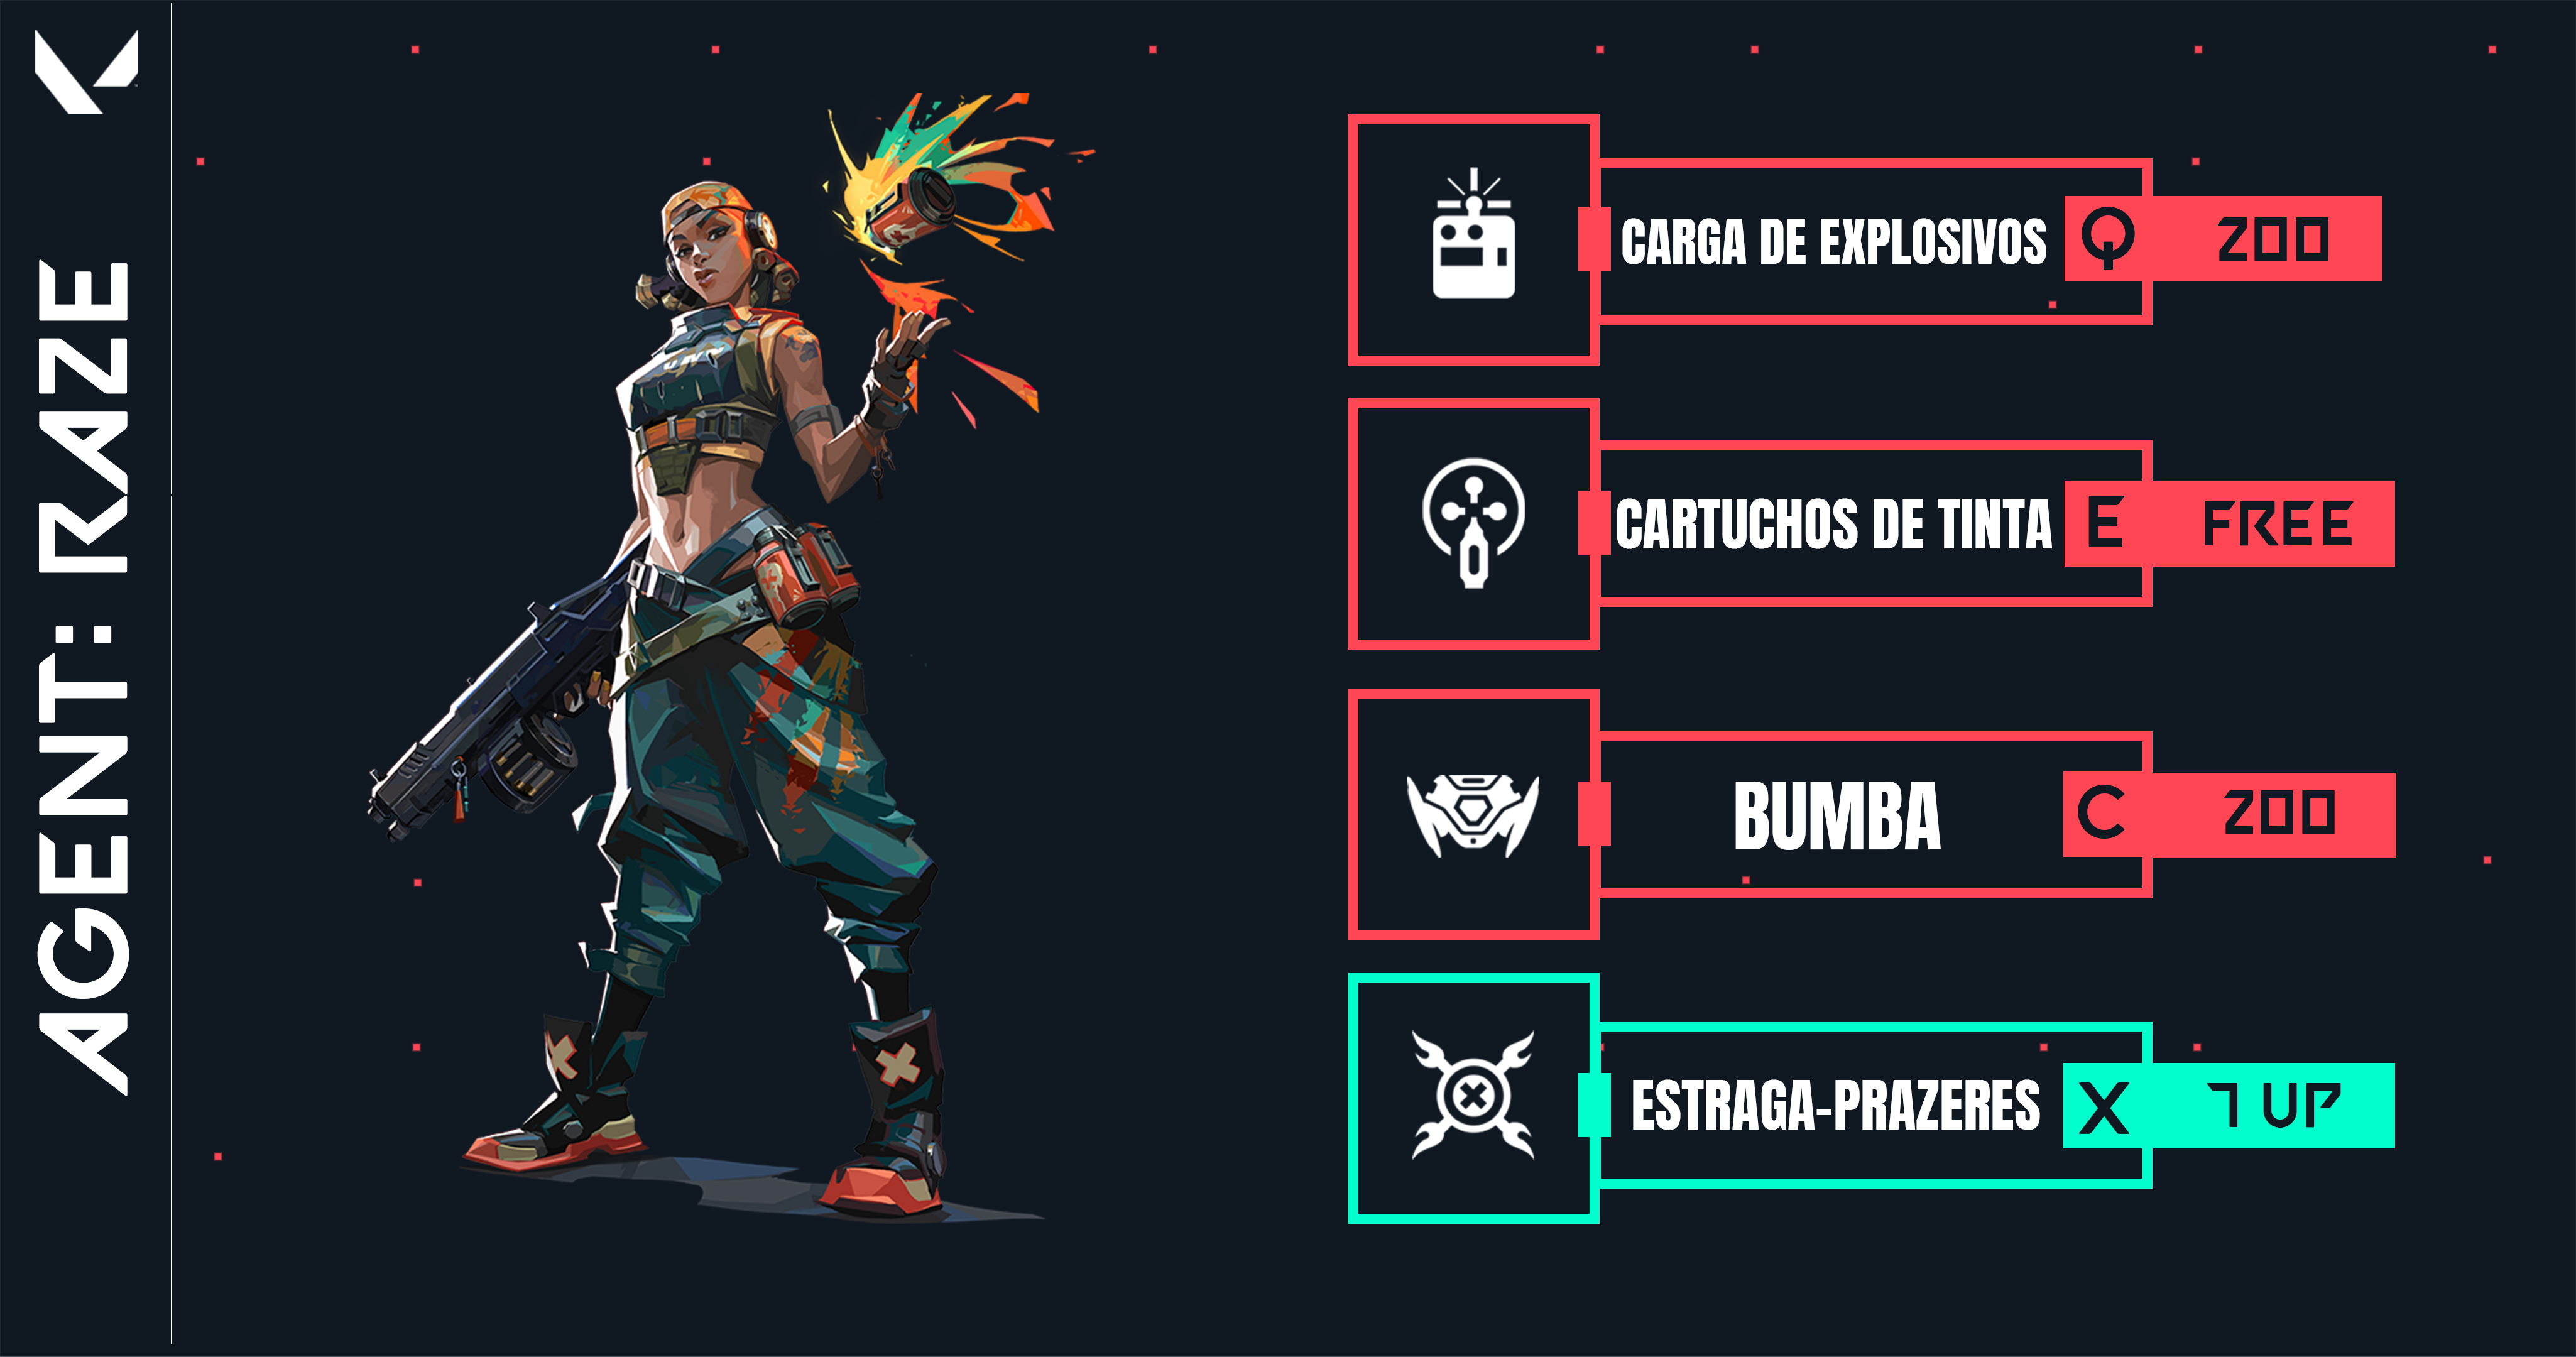 AGENT: RAZE
CARGA DE EXPLOSIVOS Q 200
CARTUCHOS DE TINTA E FREE
BUMBA C 200
ESTRAGA-PRAZERES X 7 UP